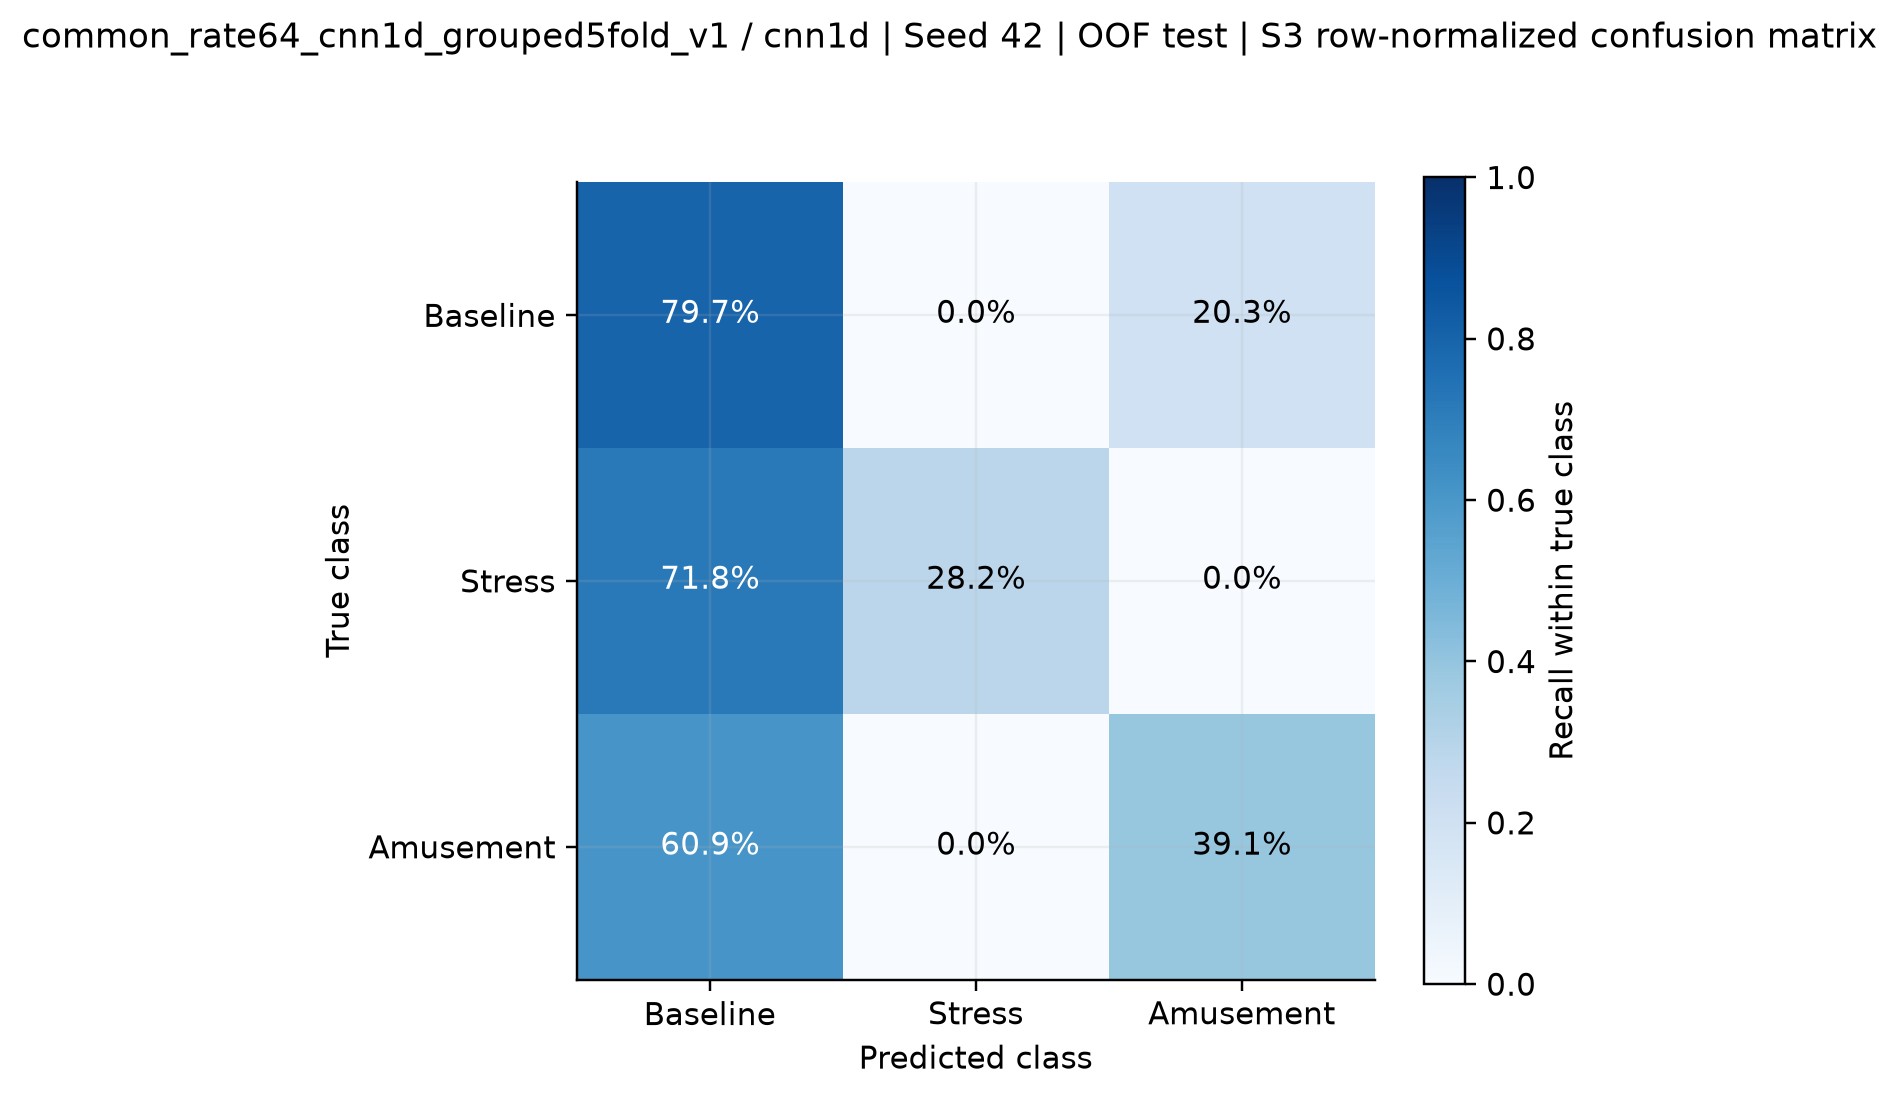 common_rate64_cnn1d_grouped5fold_v1 / cnn1d | Seed 42 | OOF test | S3 row-normalized confusion matrix
True class
Baseline 79.7% 0.0% 20.3%
Stress 71.8% 28.2% 0.0%
Amusement 60.9% 0.0% 39.1%
Baseline Stress Amusement
Predicted class
1.0
0.8
0.6
0.4
0.2
0.0
Recall within true class